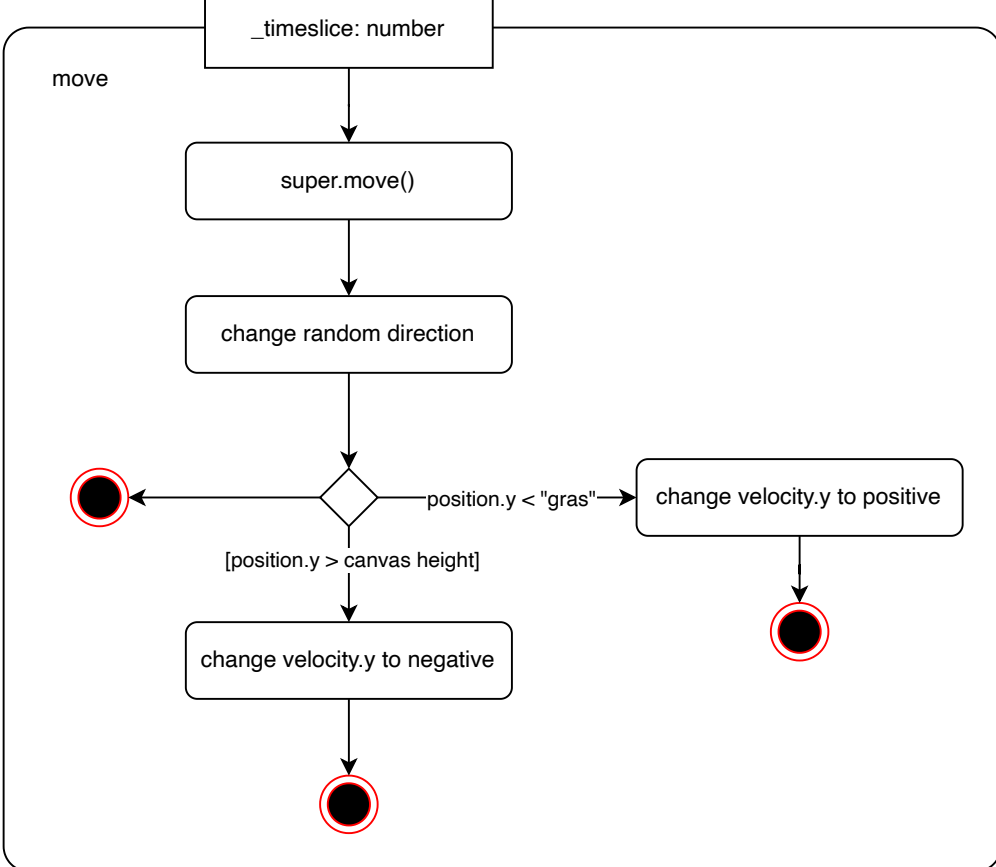 _timeslice: number
move
super.move()
change random direction
position.y < "gras"
change velocity.y to positive
[position.y > canvas height]
change velocity.y to negative